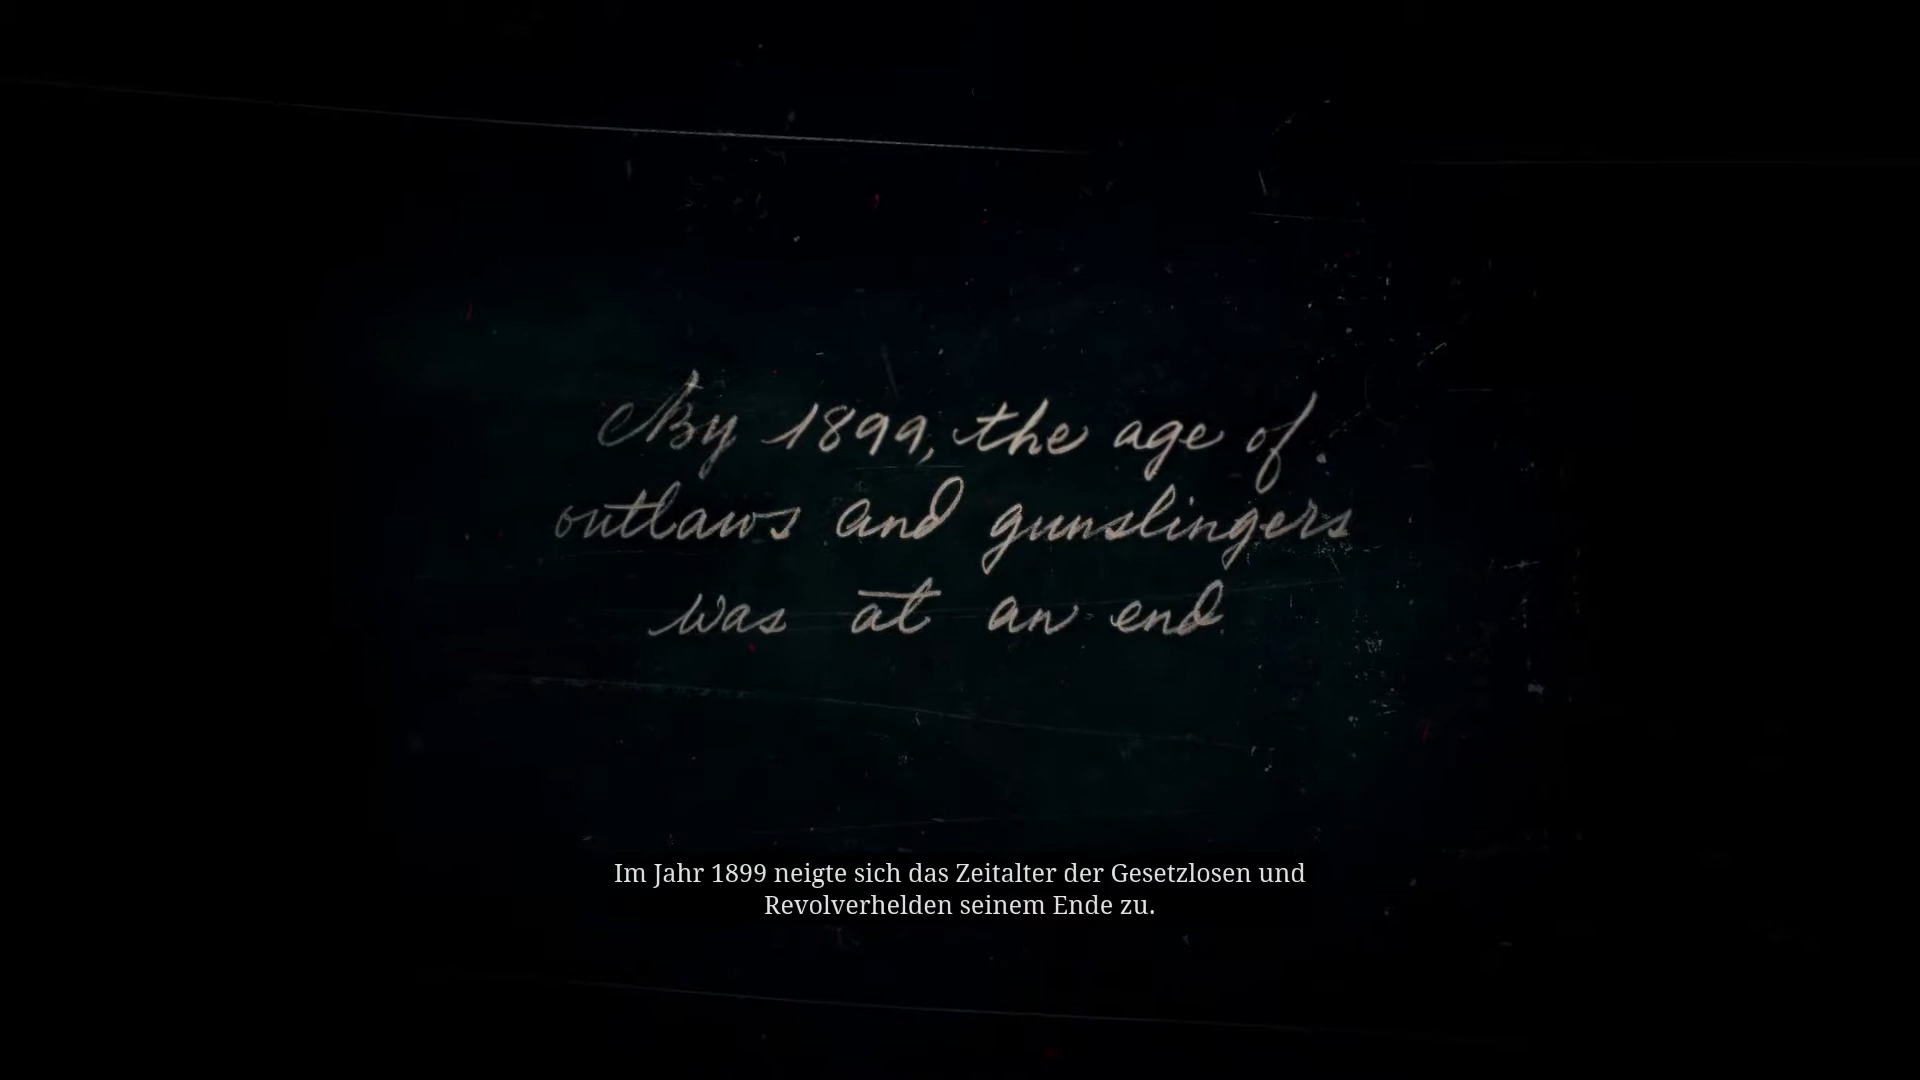 By 1899, the age of
outlaws and gunslingers
was at an end
Im Jahr 1899 neigte sich das Zeitalter der Gesetzlosen und
Revolverhelden seinem Ende zu.